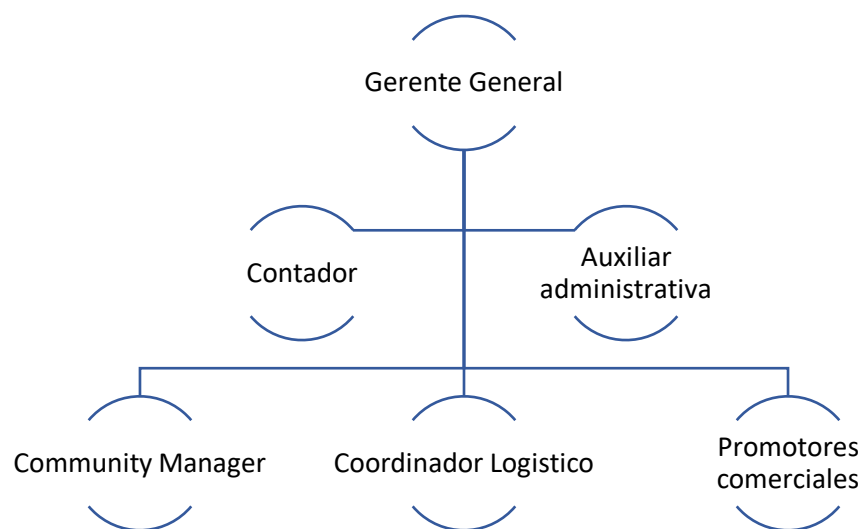 Gerente General
Contador
Auxiliar
administrativa
Community Manager
Coordinador Logistico
Promotores
comerciales